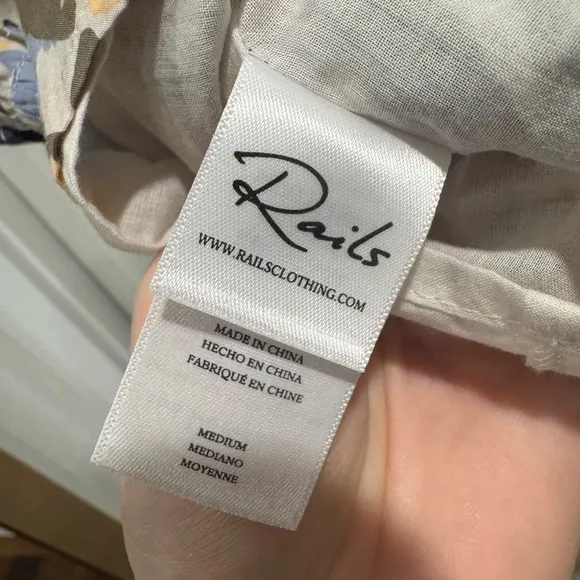 Rails
WWW.RAILSCLOTHING.COM
MADE IN CHINA
HECHO EN CHINA
FABRIQUÉ EN CHINE
MEDIUM
MEDIANO
MOYENNE